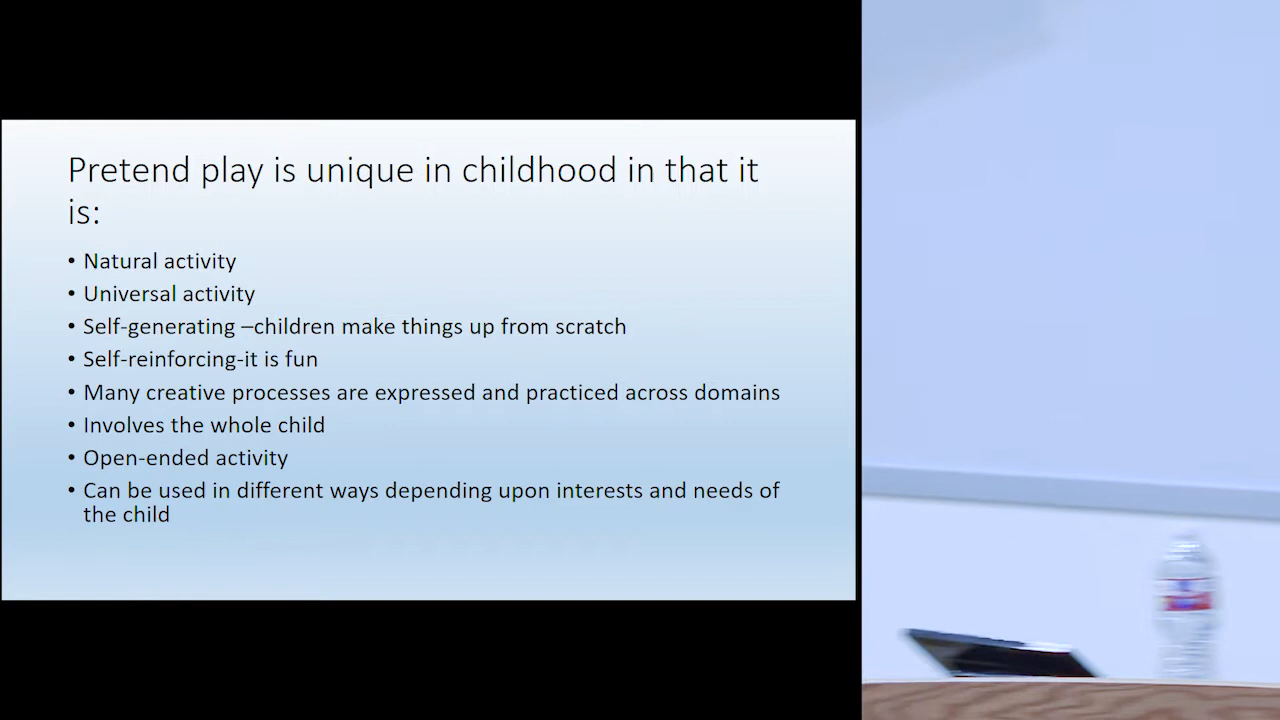 Pretend play is unique in childhood in that it
is:
• Natural activity
• Universal activity
• Self-generating –children make things up from scratch
• Self-reinforcing-it is fun
• Many creative processes are expressed and practiced across domains
• Involves the whole child
• Open-ended activity
• Can be used in different ways depending upon interests and needs of
the child